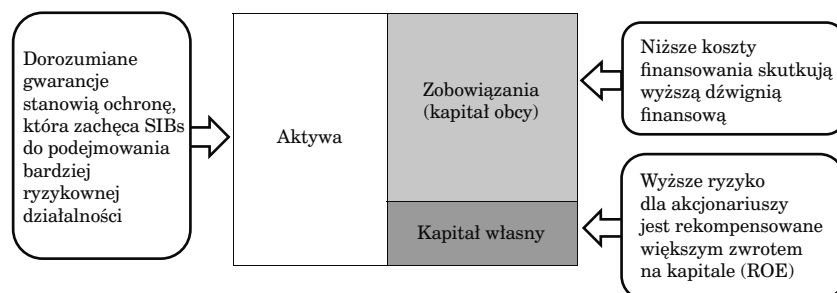 Dorozumiane
gwarancje
stanowią ochronę,
która zachęca SIBs
do podejmowania
bardziej
ryzykownej
działalności
Aktywa
Zobowiązania
(kapitał obcy)
Kapitał własny
Niższe koszty
finansowania skutkują
wyższą dźwignią
finansową
Wyższe ryzyko
dla akcjonariuszy
jest rekompensowane
większym zwrotem
na kapitale (ROE)